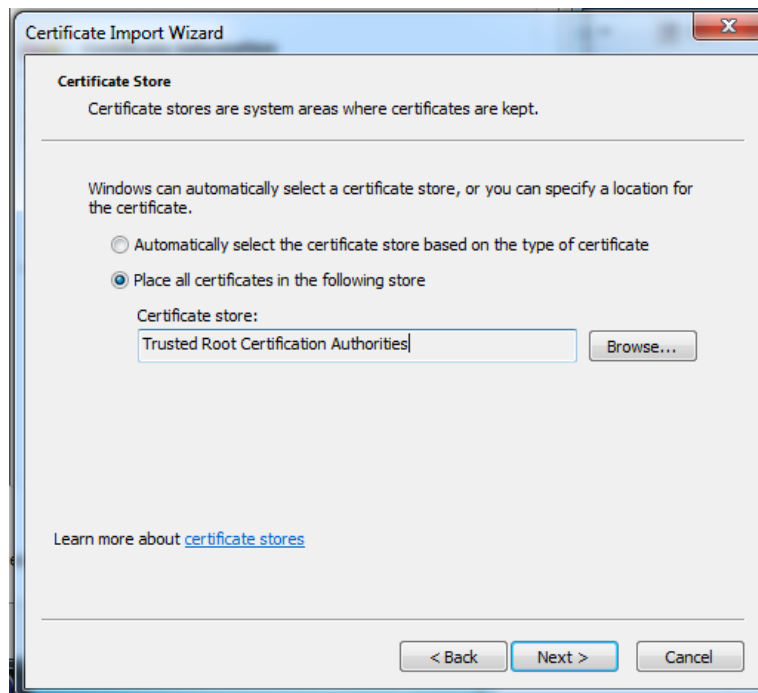 Certificate Import Wizard
Certificate Store
Certificate stores are system areas where certificates are kept.
Windows can automatically select a certificate store, or you can specify a location for
the certificate.
Automatically select the certificate store based on the type of certificate
Place all certificates in the following store
Certificate store:
Trusted Root Certification Authorities
Browse...
Learn more about certificate stores
< Back
Next >
Cancel